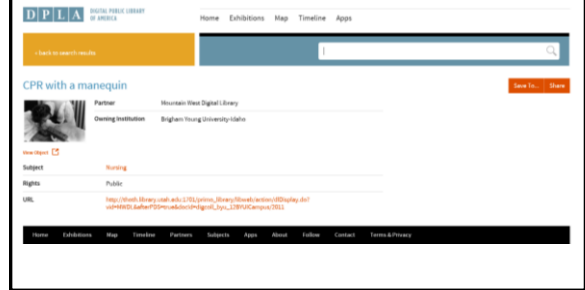 DPLA DIGITAL PUBLIC LIBRARY
OF AMERICA
Home Exhibitions Map Timeline Apps
‹ back to search results
CPR with a manequin
Save To... Share
Partner Mountain West Digital Library
Owning Institution Brigham Young University-Idaho
View Object
Subject Nursing
Rights Public
URL
Home Exhibitions Map Timeline Partners Subjects Apps About Follow Contact Terms & Privacy